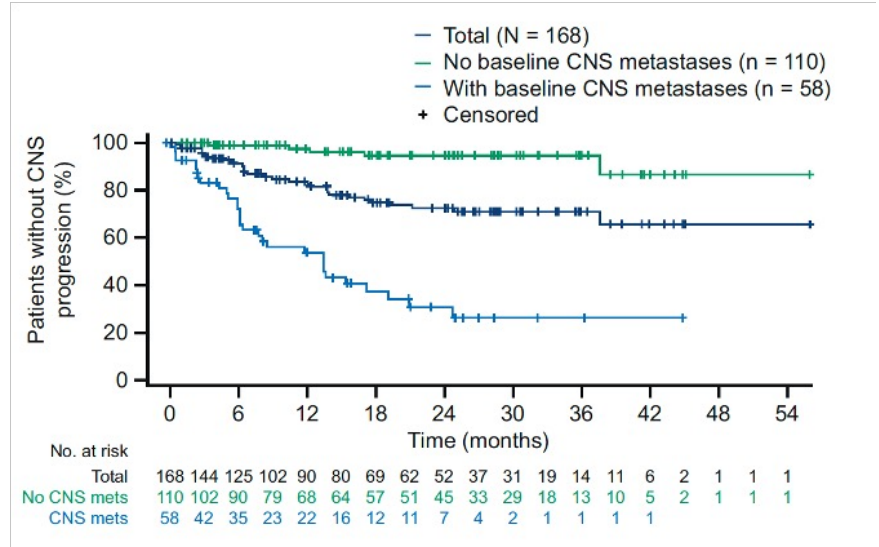 Total (N = 168)
No baseline CNS metastases (n = 110)
With baseline CNS metastases (n = 58)
Censored
Patients without CNS
progression (%)
100
80
60
40
20
0
0 6 12 18 24 30 36 42 48 54
Time (months)
No. at risk
Total 168 144 125 102 90 80 69 62 52 37 31 19 14 11 6 2 1 1 1
No CNS mets 110 102 90 79 68 64 57 51 45 33 29 18 13 10 5 2 1 1 1
CNS mets 58 42 35 23 22 16 12 11 7 4 2 1 1 1 1